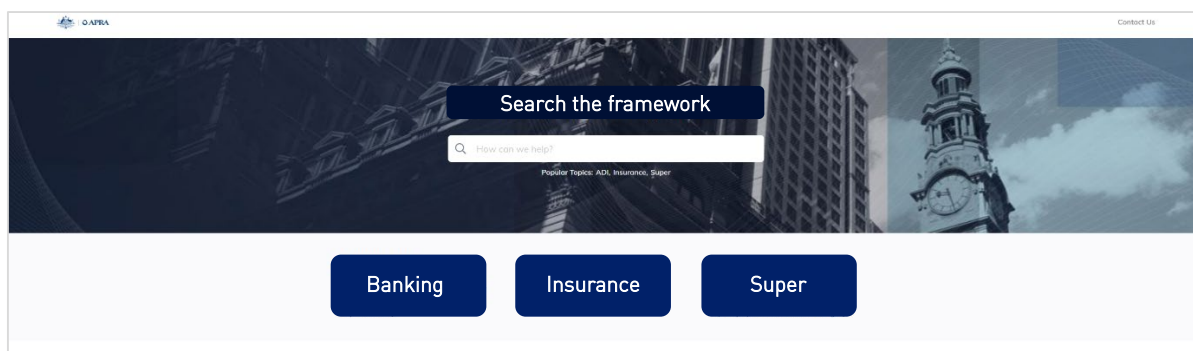 APRA
Contact Us
Search the framework
How can we help?
Popular Topics: ADI, Insurance, Super
Banking
Insurance
Super